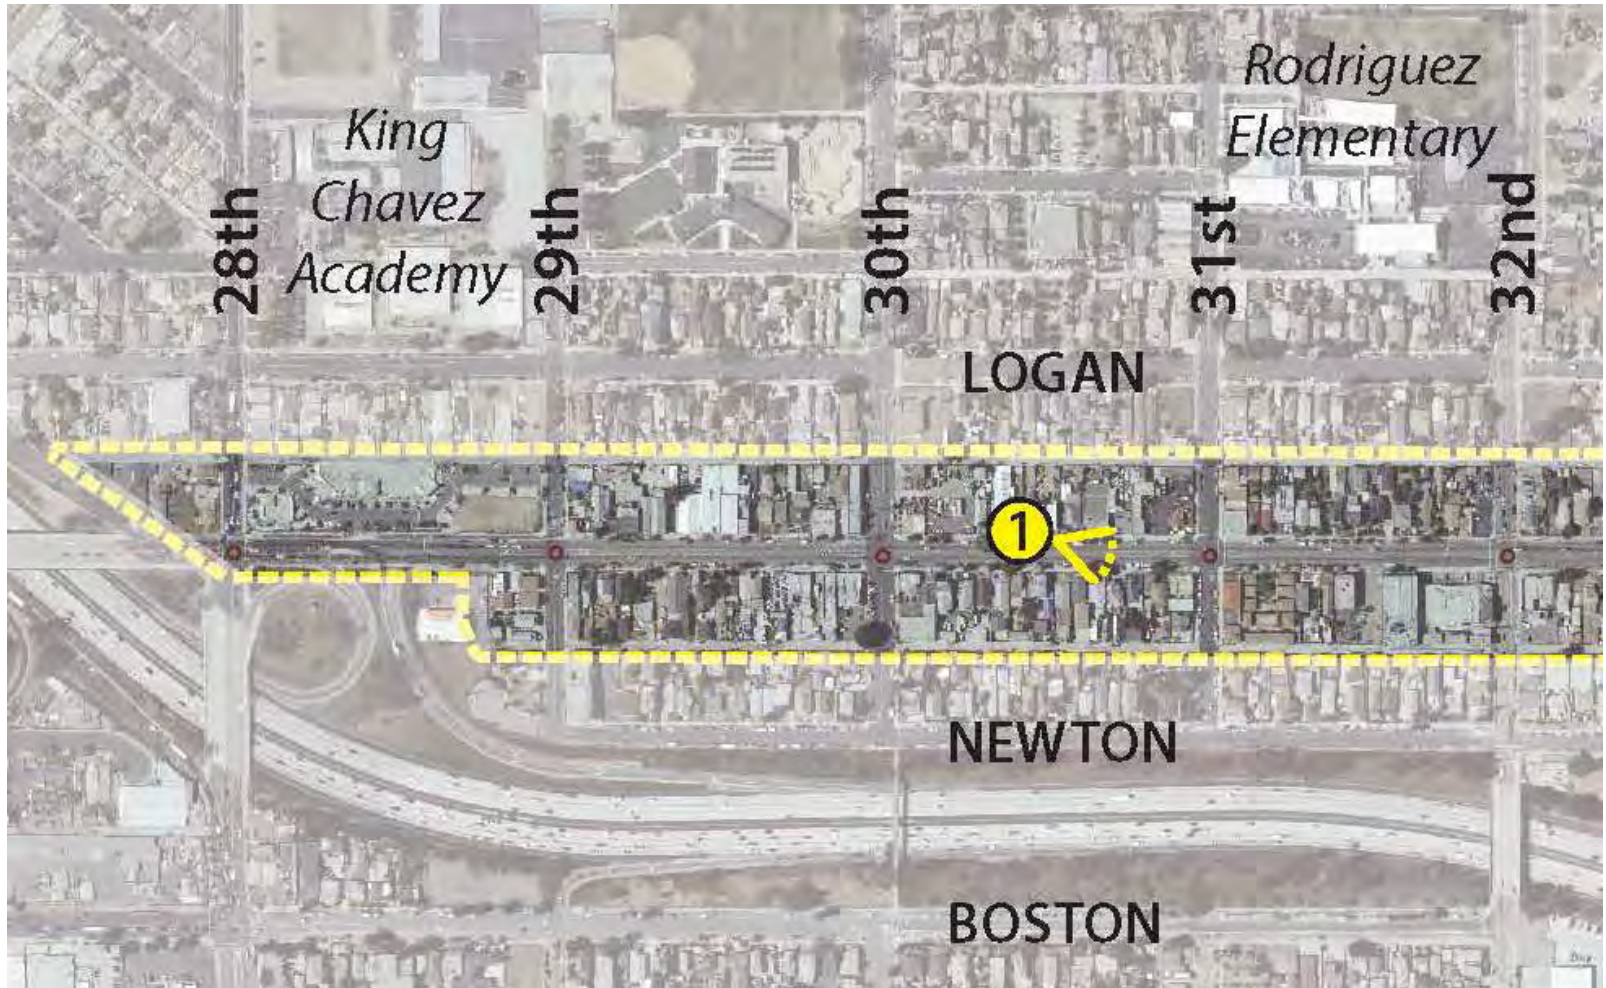 King
Chavez
Academy
Rodriguez
Elementary
28th
29th
30th
31st
32nd
LOGAN
1
NEWTON
BOSTON